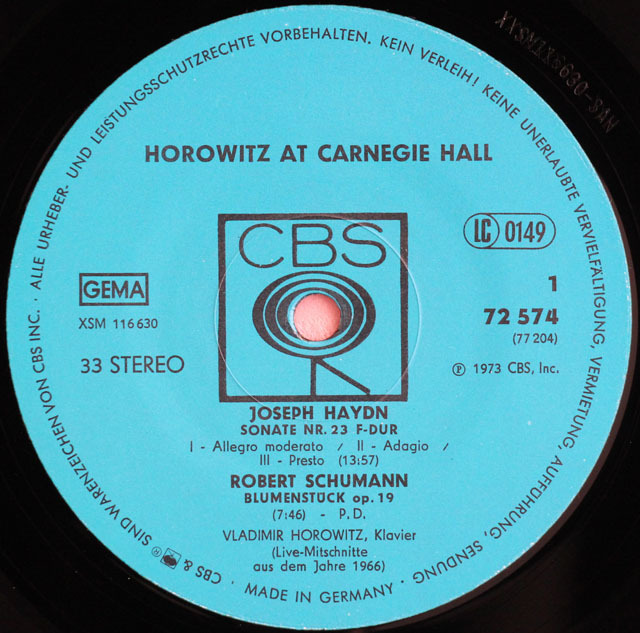 HOROWITZ AT CARNEGIE HALL
CBS
LC 0149
GEMA
XSM 116630
33 STEREO
1
72 574
(77 204)
℗ 1973 CBS, Inc.
JOSEPH HAYDN
SONATE NR. 23 F-DUR
I - Allegro moderato / II - Adagio /
III - Presto (13:57)
ROBERT SCHUMANN
BLUMENSTÜCK op. 19
(7:46) - P.D.
VLADIMIR HOROWITZ, Klavier
(Live-Mitschnitte
aus dem Jahre 1966)
CBS & ® SIND WARENZEICHEN VON CBS INC. · ALLE URHEBER- UND LEISTUNGSSCHUTZRECHTE VORBEHALTEN. KEIN VERLEIH! KEINE UNERLAUBTE VERVIELFÄLTIGUNG, VERMIETUNG, AUFFÜHRUNG, SENDUNG · MADE IN GERMANY ·